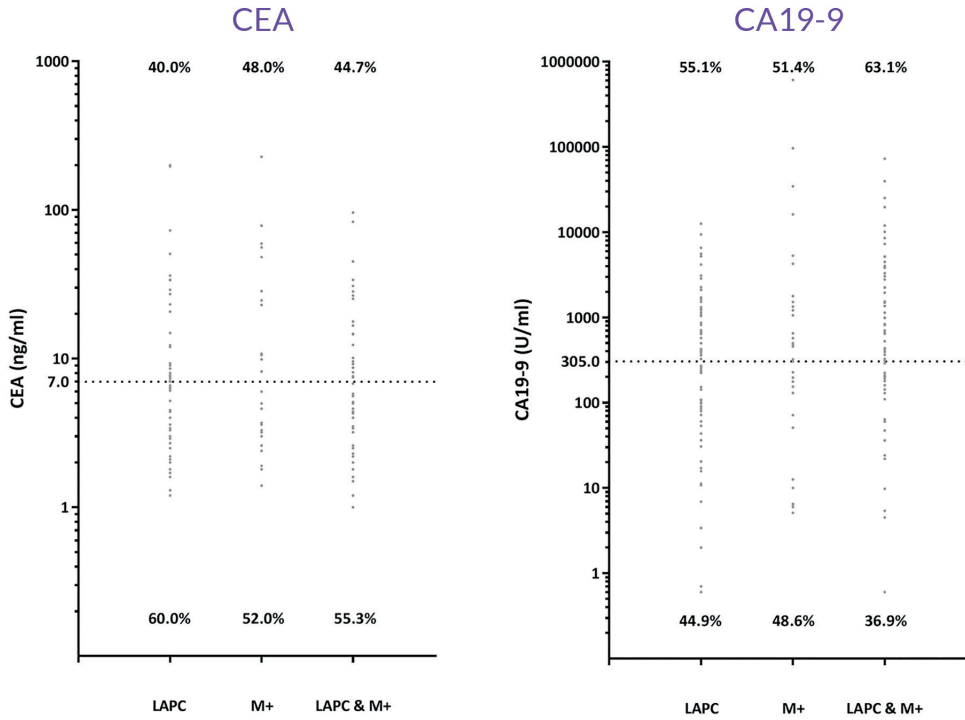 CEA
CEA (ng/ml)
1000
100
10
7.0
1
40.0% 48.0% 44.7%
60.0% 52.0% 55.3%
LAPC M+ LAPC & M+
CA19-9
CA19-9 (U/ml)
1000000
100000
10000
1000
305.0
100
10
1
55.1% 51.4% 63.1%
44.9% 48.6% 36.9%
LAPC M+ LAPC & M+